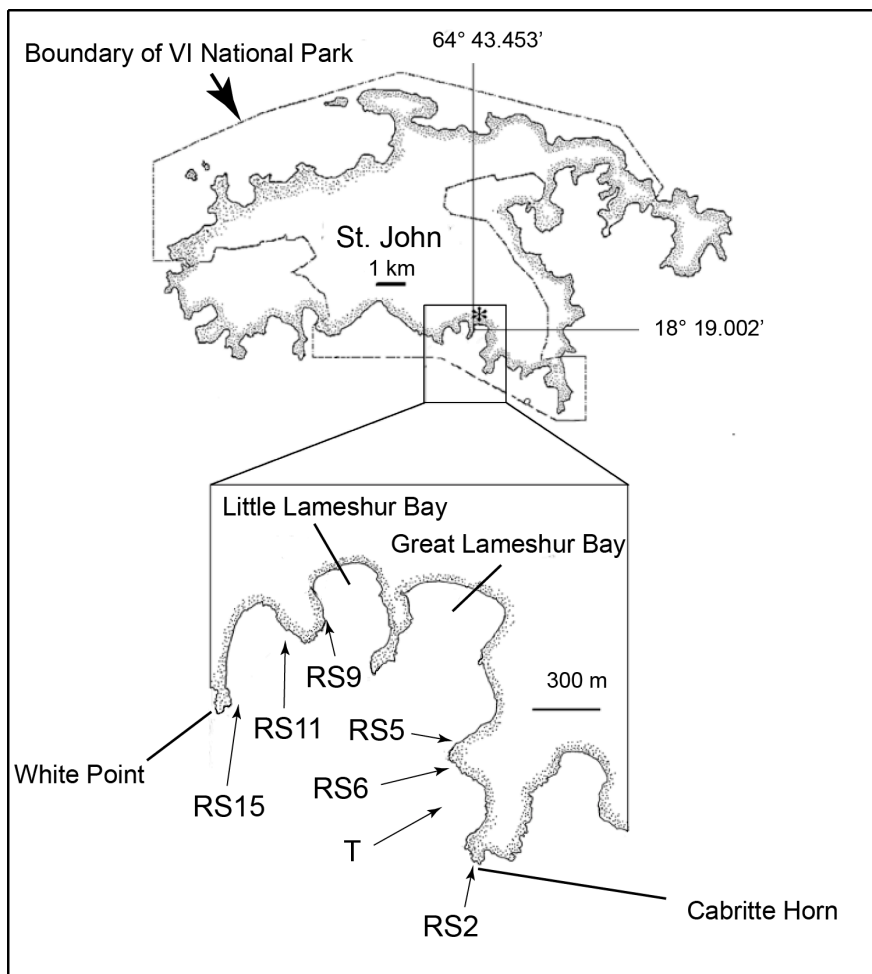 64° 43.453’
Boundary of VI National Park
St. John
1 km
*
18° 19.002’
Little Lameshur Bay
Great Lameshur Bay
RS9
300 m
RS11
RS5
White Point
RS6
RS15
T
Cabritte Horn
RS2